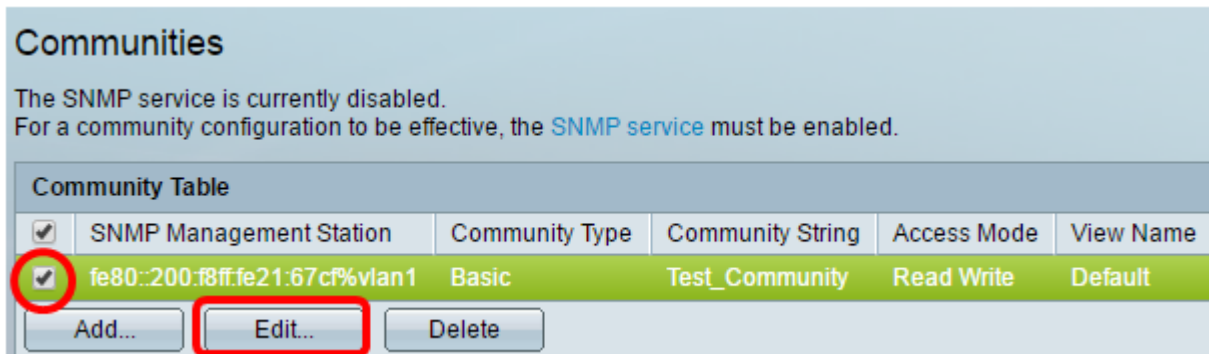 Communities
The SNMP service is currently disabled.
For a community configuration to be effective, the SNMP service must be enabled.
Community Table
SNMP Management Station Community Type Community String Access Mode View Name
fe80::200:f8ff:fe21:67cf%vlan1 Basic Test_Community Read Write Default
Add... Edit... Delete